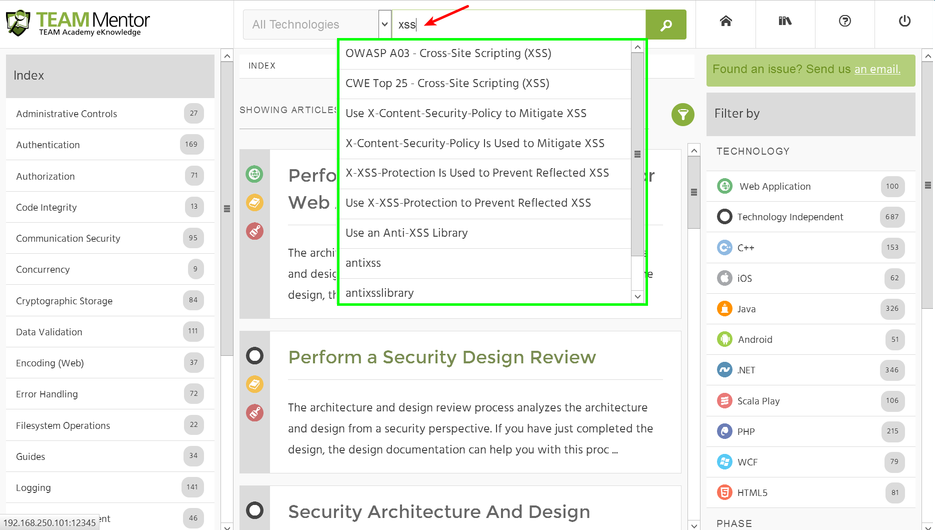 TEAM Mentor
TEAM Academy eKnowledge
All Technologies
xss
Index
Administrative Controls 27
Authentication 169
Authorization 71
Code Integrity 13
Communication Security 95
Concurrency 9
Cryptographic Storage 84
Data Validation 111
Encoding (Web) 37
Error Handling 72
Filesystem Operations 22
Guides 34
Logging 141
ent 46
192.168.250.101:12345
INDEX
SHOWING ARTICLES
OWASP A03 - Cross-Site Scripting (XSS)
CWE Top 25 - Cross-Site Scripting (XSS)
Use X-Content-Security-Policy to Mitigate XSS
X-Content-Security-Policy Is Used to Mitigate XSS
X-XSS-Protection Is Used to Prevent Reflected XSS
Use X-XSS-Protection to Prevent Reflected XSS
Use an Anti-XSS Library
antixss
antixsslibrary
Perfo or
Web
The archi s
and desig e
design, th
Perform a Security Design Review
The architecture and design review process analyzes the architecture
and design from a security perspective. If you have just completed the
design, the design documentation can help you with this proc ...
Security Architecture And Design
Found an issue? Send us an email.
Filter by
TECHNOLOGY
Web Application 100
Technology Independent 687
C++ 153
iOS 62
Java 326
Android 51
.NET 346
Scala Play 106
PHP 215
WCF 79
HTML5 81
PHASE